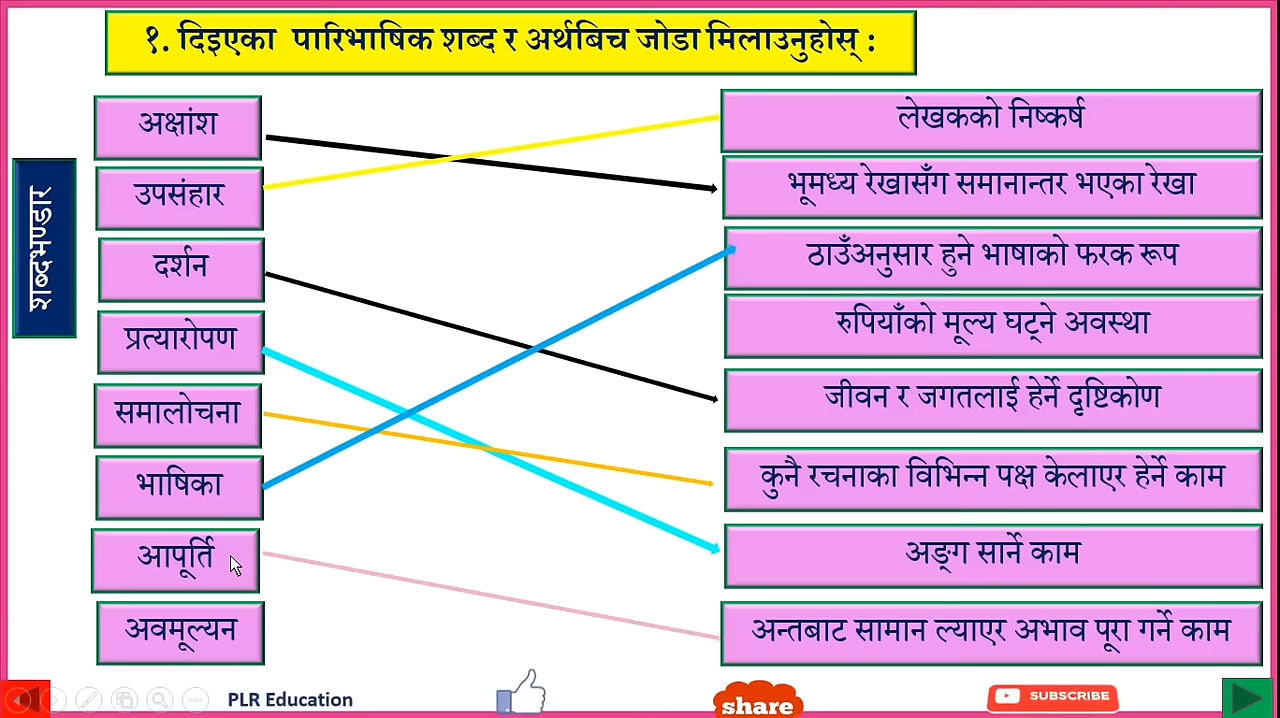 १. दिइएका पारिभाषिक शब्द र अर्थबिच जोडा मिलाउनुहोस् :
शब्दभण्डार
अक्षांश
उपसंहार
दर्शन
प्रत्यारोपण
समालोचना
भाषिका
आपूर्ति
अवमूल्यन
लेखकको निष्कर्ष
भूमध्य रेखासँग समानान्तर भएका रेखा
ठाउँअनुसार हुने भाषाको फरक रूप
रुपियाँको मूल्य घट्ने अवस्था
जीवन र जगतलाई हेर्ने दृष्टिकोण
कुनै रचनाका विभिन्न पक्ष केलाएर हेर्ने काम
अङ्ग सार्ने काम
अन्तबाट सामान ल्याएर अभाव पूरा गर्ने काम
PLR Education
share
SUBSCRIBE